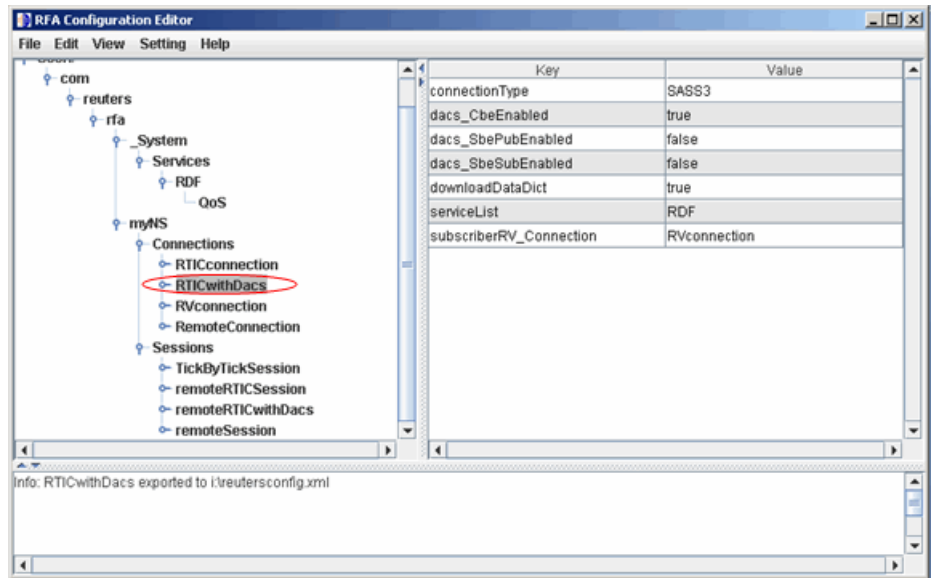 RFA Configuration Editor
File Edit View Setting Help
com
reuters
rfa
_System
Services
RDF
QoS
myNS
Connections
RTICconnection
RTICwithDacs
RVconnection
RemoteConnection
Sessions
TickByTickSession
remoteRTICSession
remoteRTICwithDacs
remoteSession
Key Value
connectionType SASS3
dacs_CbeEnabled true
dacs_SbePubEnabled false
dacs_SbeSubEnabled false
downloadDataDict true
serviceList RDF
subscriberRV_Connection RVconnection
Info: RTICwithDacs exported to i:\reutersconfig.xml